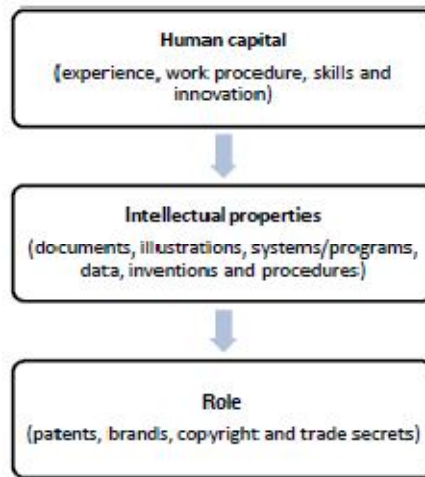 Human capital
(experience, work procedure, skills and
innovation)
Intellectual properties
(documents, illustrations, systems/programs,
data, inventions and procedures)
Role
(patents, brands, copyright and trade secrets)